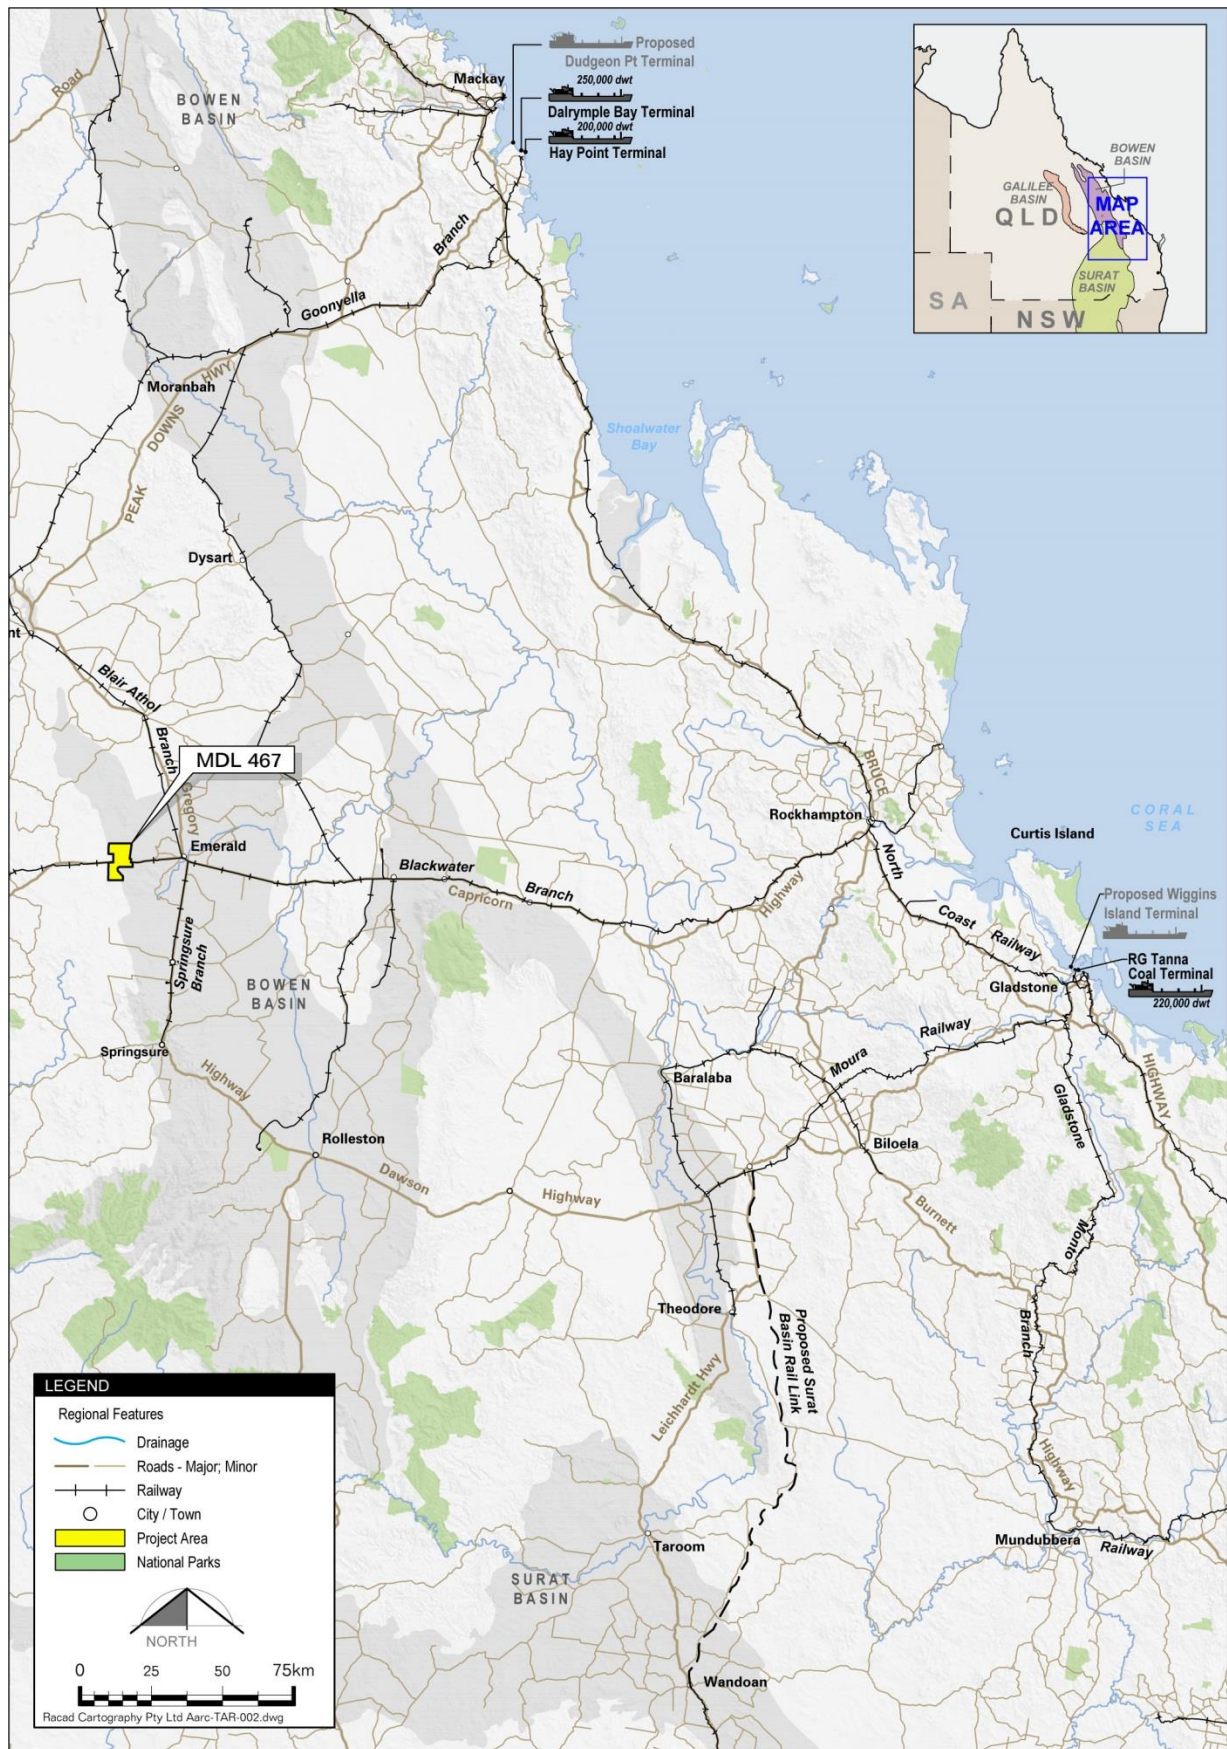 Proposed
Dudgeon Pt Terminal
250,000 dwt
Dalrymple Bay Terminal
200,000 dwt
Hay Point Terminal
Mackay
Road
BOWEN
BASIN
BOWEN
BASIN
GALILEE
BASIN
QLD
MAP
AREA
SURAT
BASIN
SA
NSW
Branch
Goonyella
Moranbah
HWY
DOWNS
PEAK
Shoalwater
Bay
Dysart
nt
Blair Athol
Branch
MDL 467
Gregory
Emerald
BRUCE
Rockhampton
CORAL
SEA
Curtis Island
Blackwater
Capricorn
Branch
Highway
North
Coast
Railway
Proposed Wiggins
Island Terminal
RG Tanna
Coal Terminal
220,000 dwt
Gladstone
Springsure
Branch
BOWEN
BASIN
Springsure
Highway
Railway
Moura
Baralaba
Gladstone
HIGHWAY
Rolleston
Biloela
Dawson
Highway
Burnett
Monto
Theodore
Proposed Surat
Basin Rail Link
Branch
Leichhardt Hwy
Highway
Mundubbera
Railway
Taroom
SURAT
BASIN
Wandoan
LEGEND
Regional Features
Drainage
Roads - Major; Minor
Railway
City / Town
Project Area
National Parks
NORTH
0 25 50 75km
Racad Cartography Pty Ltd Aarc-TAR-002.dwg